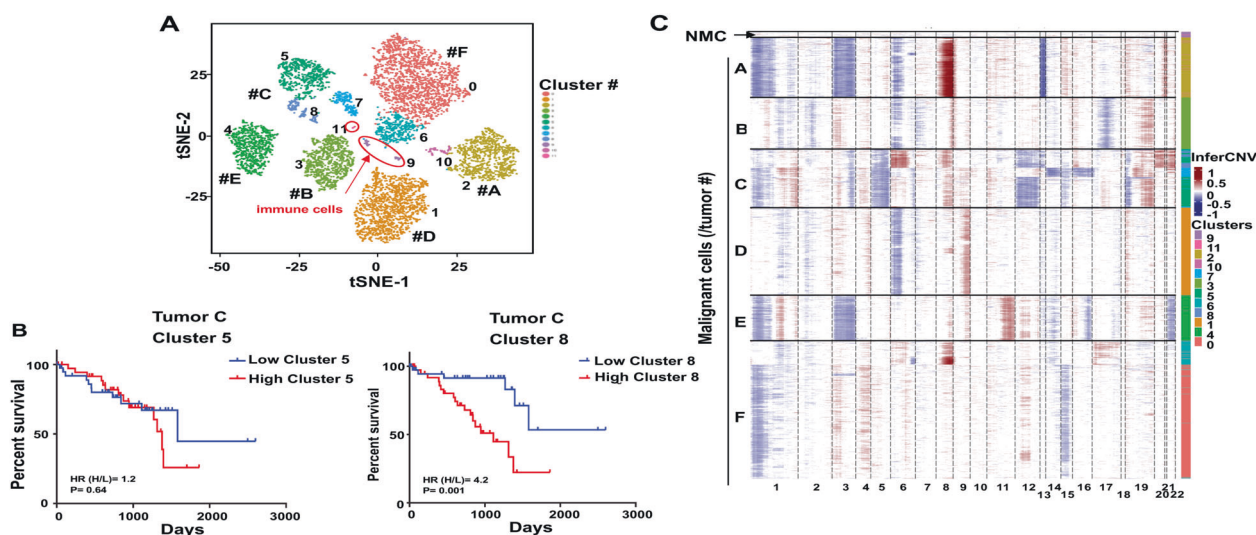 A
#F
5
#C
7
0
8
11
6
4
3
9
10
#E
#B
2
#A
immune cells
1
#D
25
0
-25
tSNE-2
-50
-25
0
25
tSNE-1
Cluster #
B
Tumor C
Cluster 5
Low Cluster 5
High Cluster 5
100
50
0
Percent survival
HR (H/L)= 1.2
P= 0.64
0
1000
2000
3000
Days
Tumor C
Cluster 8
Low Cluster 8
High Cluster 8
100
50
0
Percent survival
HR (H/L)= 4.2
P= 0.001
0
1000
2000
3000
Days
C
NMC
Malignant cells (/tumor #)
A
B
C
D
E
F
1 2 3 4 5 6 7 8 9 10 11 12 13 14 15 16 17 18 19 20 21 22
InferCNV
1
0.5
0
-0.5
-1
Clusters
9
11
2
10
7
3
5
6
8
1
4
0